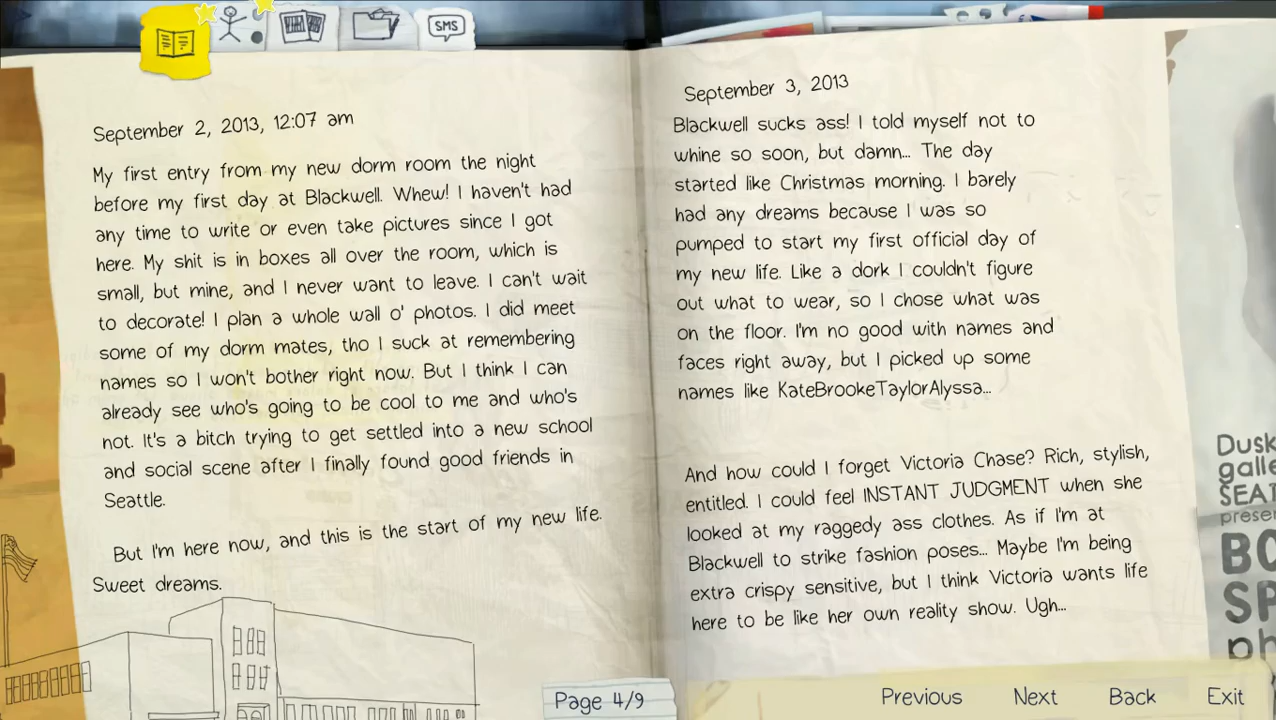 SMS
September 2, 2013, 12:07 am
My first entry from my new dorm room the night
before my first day at Blackwell. Whew! I haven't had
any time to write or even take pictures since I got
here. My shit is in boxes all over the room, which is
small, but mine, and I never want to leave. I can't wait
to decorate! I plan a whole wall o' photos. I did meet
some of my dorm mates, tho I suck at remembering
names so I won't bother right now. But I think I can
already see who's going to be cool to me and who's
not. It's a bitch trying to get settled into a new school
and social scene after I finally found good friends in
Seattle.
But I'm here now, and this is the start of my new life.
Sweet dreams.
September 3, 2013
Blackwell sucks ass! I told myself not to
whine so soon, but damn... The day
started like Christmas morning. I barely
had any dreams because I was so
pumped to start my first official day of
my new life. Like a dork I couldn't figure
out what to wear, so I chose what was
on the floor. I'm no good with names and
faces right away, but I picked up some
names like KateBrookeTaylorAlyssa...
And how could I forget Victoria Chase? Rich, stylish,
entitled. I could feel INSTANT JUDGMENT when she
looked at my raggedy ass clothes. As if I'm at
Blackwell to strike fashion poses... Maybe I'm being
extra crispy sensitive, but I think Victoria wants life
here to be like her own reality show. Ugh...
Dusk
galle
SEAT
presen
BO
SP
ph
Page 4/9
Previous Next Back Exit